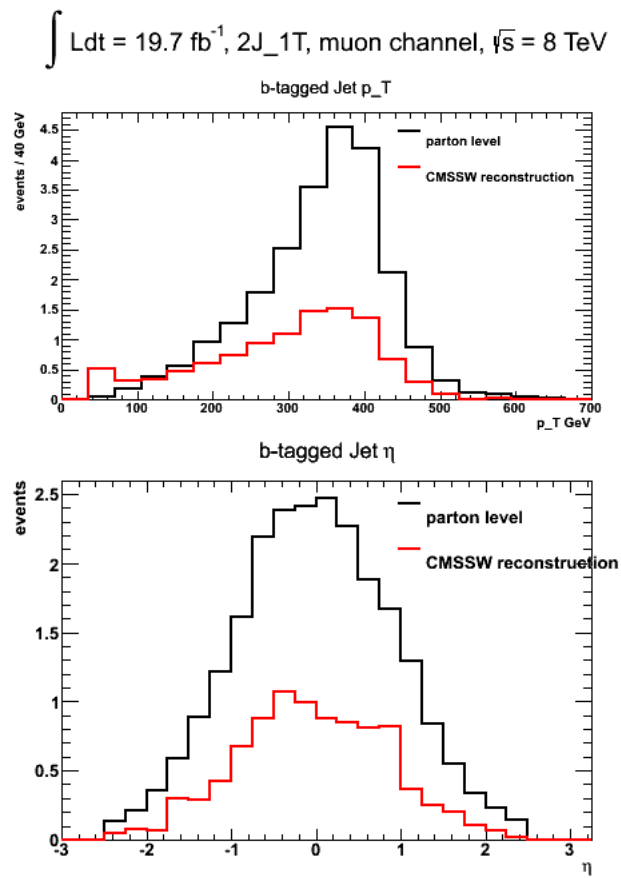 ∫ Ldt = 19.7 fb⁻¹, 2J_1T, muon channel, √s = 8 TeV
b-tagged Jet p_T
events / 40 GeV
4.5
4
3.5
3
2.5
2
1.5
1
0.5
0
parton level
CMSSW reconstruction
0 100 200 300 400 500 600 700
p_T GeV
b-tagged Jet η
events
2.5
2
1.5
1
0.5
0
parton level
CMSSW reconstruction
-3 -2 -1 0 1 2 3
η